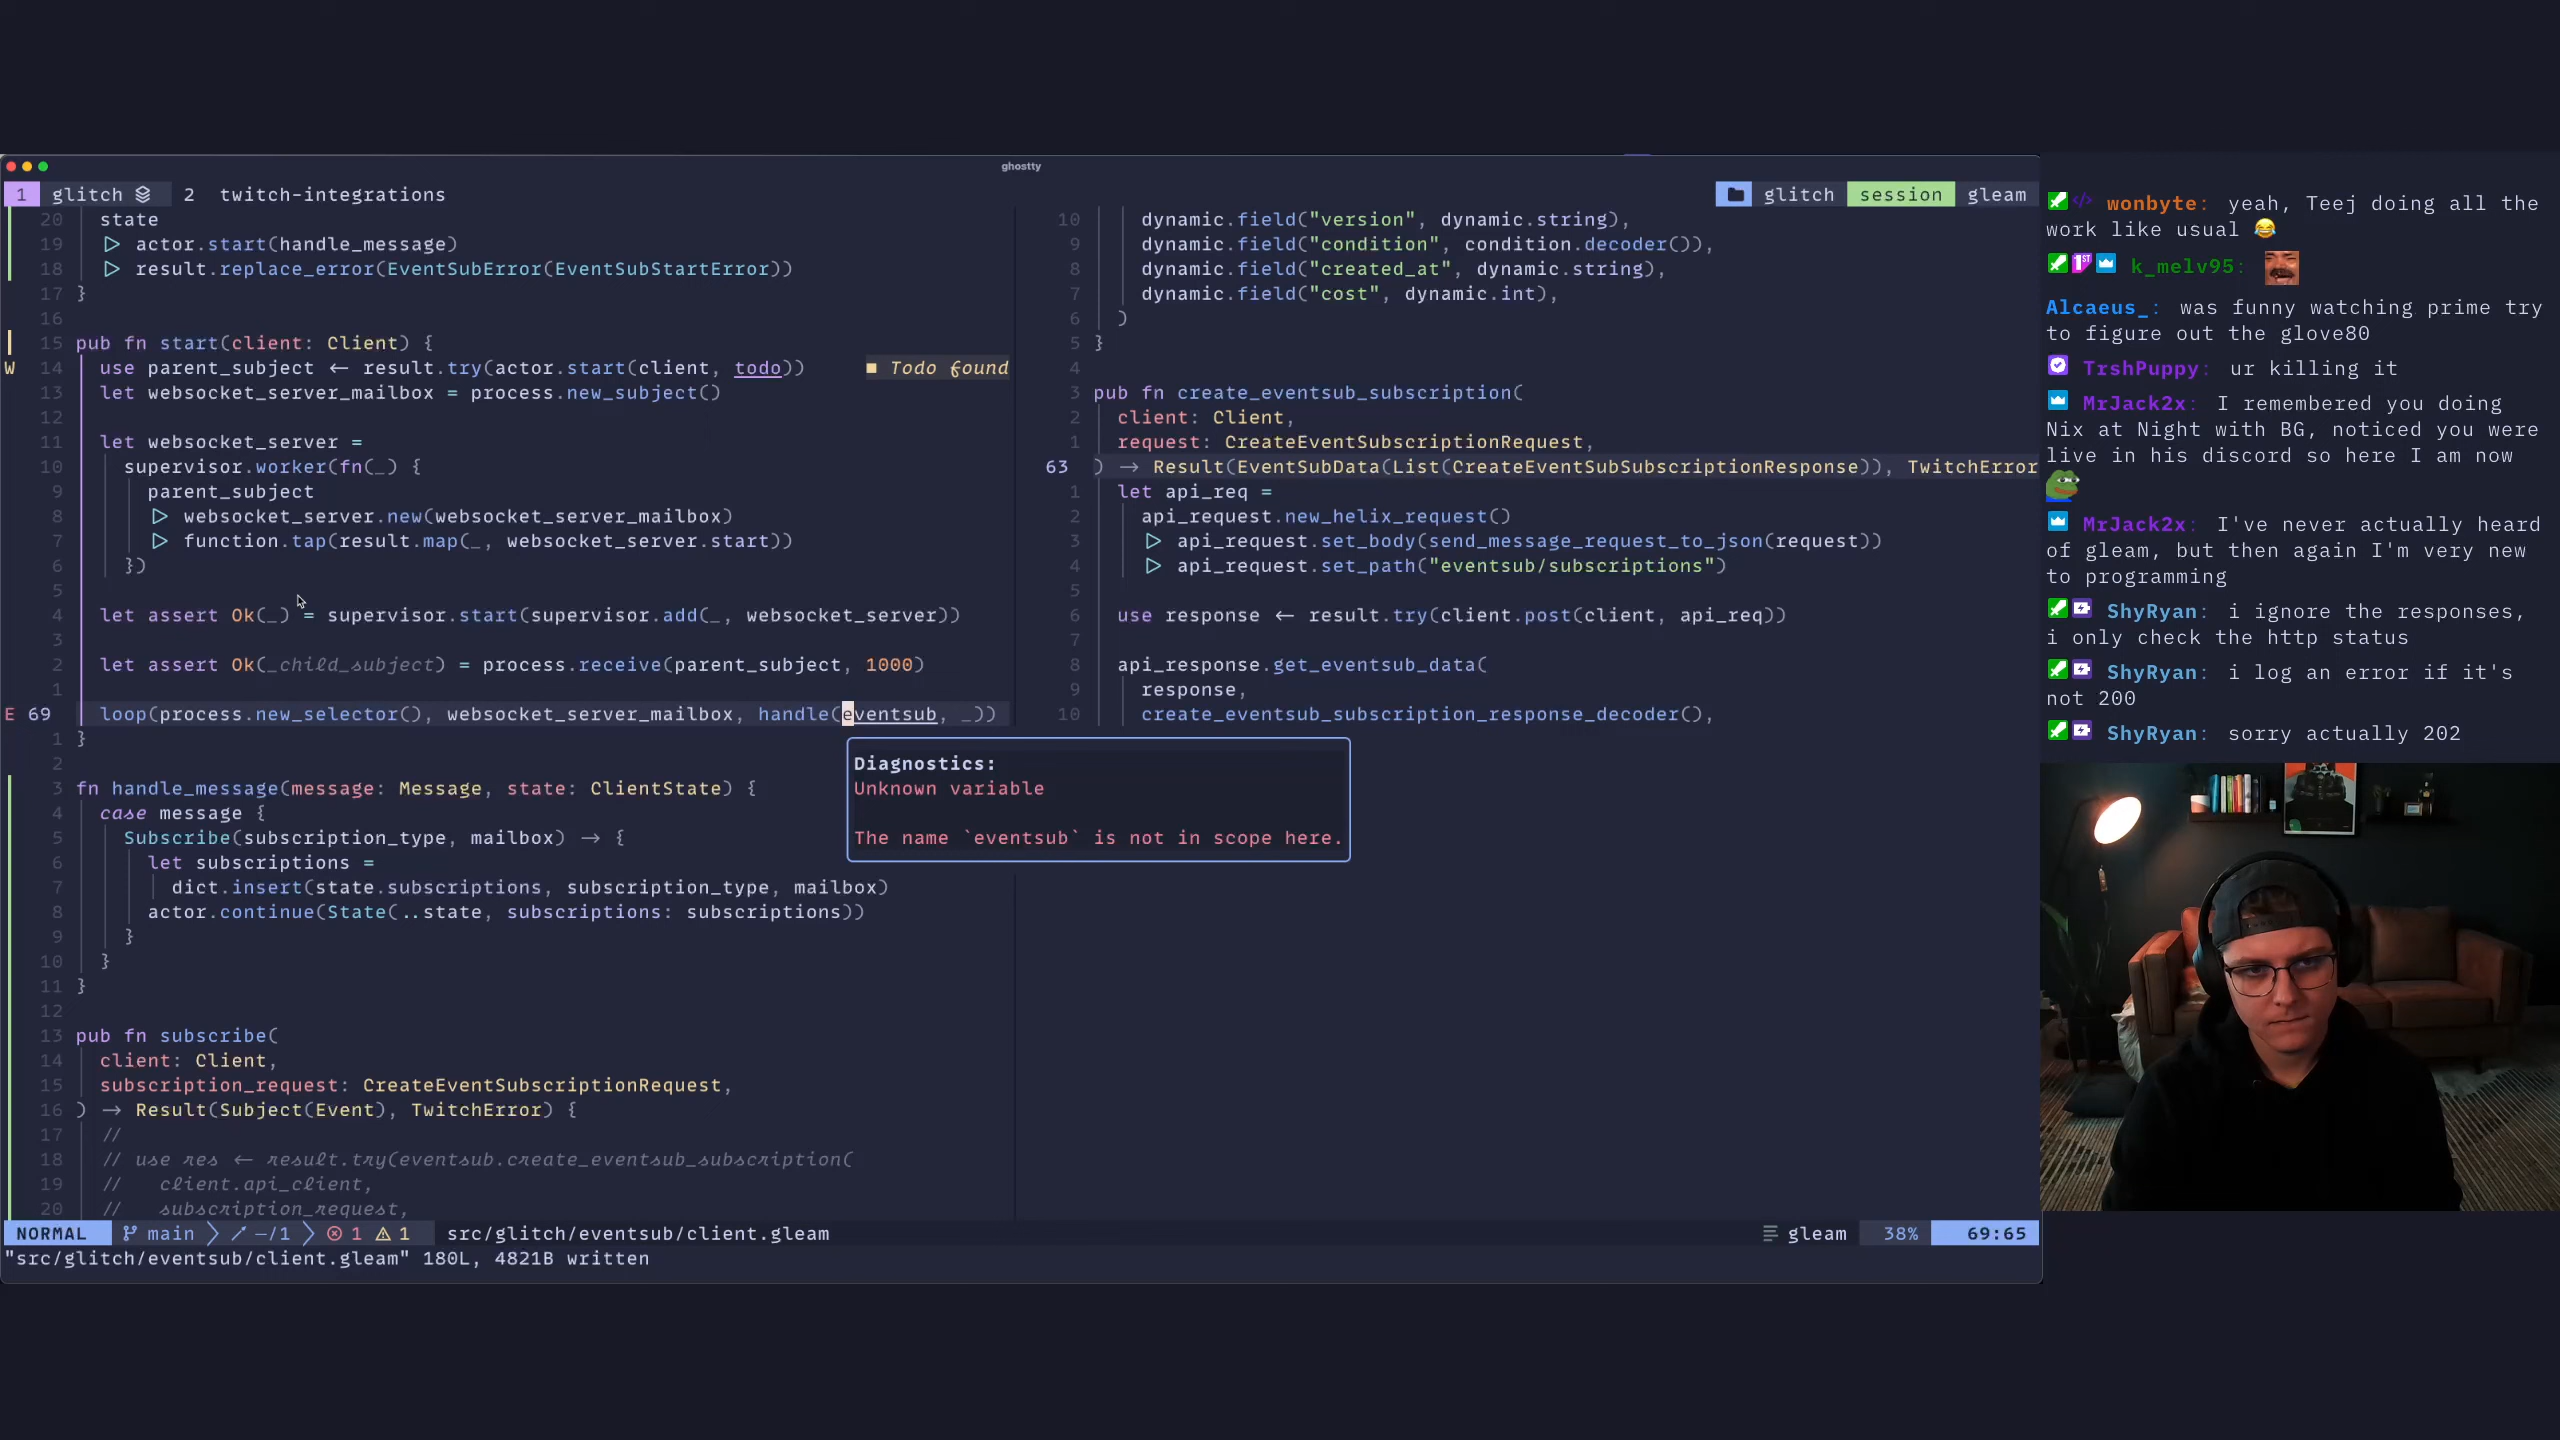 ghostty
1 glitch 2 twitch-integrations
glitch session gleam
20 state
19 ▷ actor.start(handle_message)
18 ▷ result.replace_error(EventSubError(EventSubStartError))
17 }
16
15 pub fn start(client: Client) {
W 14 use parent_subject ← result.try(actor.start(client, todo)) ■ Todo found
13 let websocket_server_mailbox = process.new_subject()
12
11 let websocket_server =
10 supervisor.worker(fn(_) {
9 parent_subject
8 ▷ websocket_server.new(websocket_server_mailbox)
7 ▷ function.tap(result.map(_, websocket_server.start))
6 })
5
4 let assert Ok(_) = supervisor.start(supervisor.add(_, websocket_server))
3
2 let assert Ok(_child_subject) = process.receive(parent_subject, 1000)
1
E 69 loop(process.new_selector(), websocket_server_mailbox, handle(eventsub, _))
1 }
2
3 fn handle_message(message: Message, state: ClientState) {
4 case message {
5 Subscribe(subscription_type, mailbox) → {
6 let subscriptions =
7 dict.insert(state.subscriptions, subscription_type, mailbox)
8 actor.continue(State(..state, subscriptions: subscriptions))
9 }
10 }
11 }
12
13 pub fn subscribe(
14 client: Client,
15 subscription_request: CreateEventSubscriptionRequest,
16 ) → Result(Subject(Event), TwitchError) {
17 //
18 // use res ← result.try(eventsub.create_eventsub_subscription(
19 // client.api_client,
20 // subscription_request,
10 dynamic.field("version", dynamic.string),
9 dynamic.field("condition", condition.decoder()),
8 dynamic.field("created_at", dynamic.string),
7 dynamic.field("cost", dynamic.int),
6 )
5 }
4
3 pub fn create_eventsub_subscription(
2 client: Client,
1 request: CreateEventSubscriptionRequest,
63 ) → Result(EventSubData(List(CreateEventSubSubscriptionResponse)), TwitchError
1 let api_req =
2 api_request.new_helix_request()
3 ▷ api_request.set_body(send_message_request_to_json(request))
4 ▷ api_request.set_path("eventsub/subscriptions")
5
6 use response ← result.try(client.post(client, api_req))
7
8 api_response.get_eventsub_data(
9 response,
10 create_eventsub_subscription_response_decoder(),
Diagnostics:
Unknown variable
The name `eventsub` is not in scope here.
NORMAL main −/1 1 1 src/glitch/eventsub/client.gleam gleam 38% 69:65
"src/glitch/eventsub/client.gleam" 180L, 4821B written
wonbyte: yeah, Teej doing all the
work like usual 😂
1ST k_melv95:
Alcaeus_: was funny watching prime try
to figure out the glove80
TrshPuppy: ur killing it
MrJack2x: I remembered you doing
Nix at Night with BG, noticed you were
live in his discord so here I am now
MrJack2x: I've never actually heard
of gleam, but then again I'm very new
to programming
ShyRyan: i ignore the responses,
i only check the http status
ShyRyan: i log an error if it's
not 200
ShyRyan: sorry actually 202